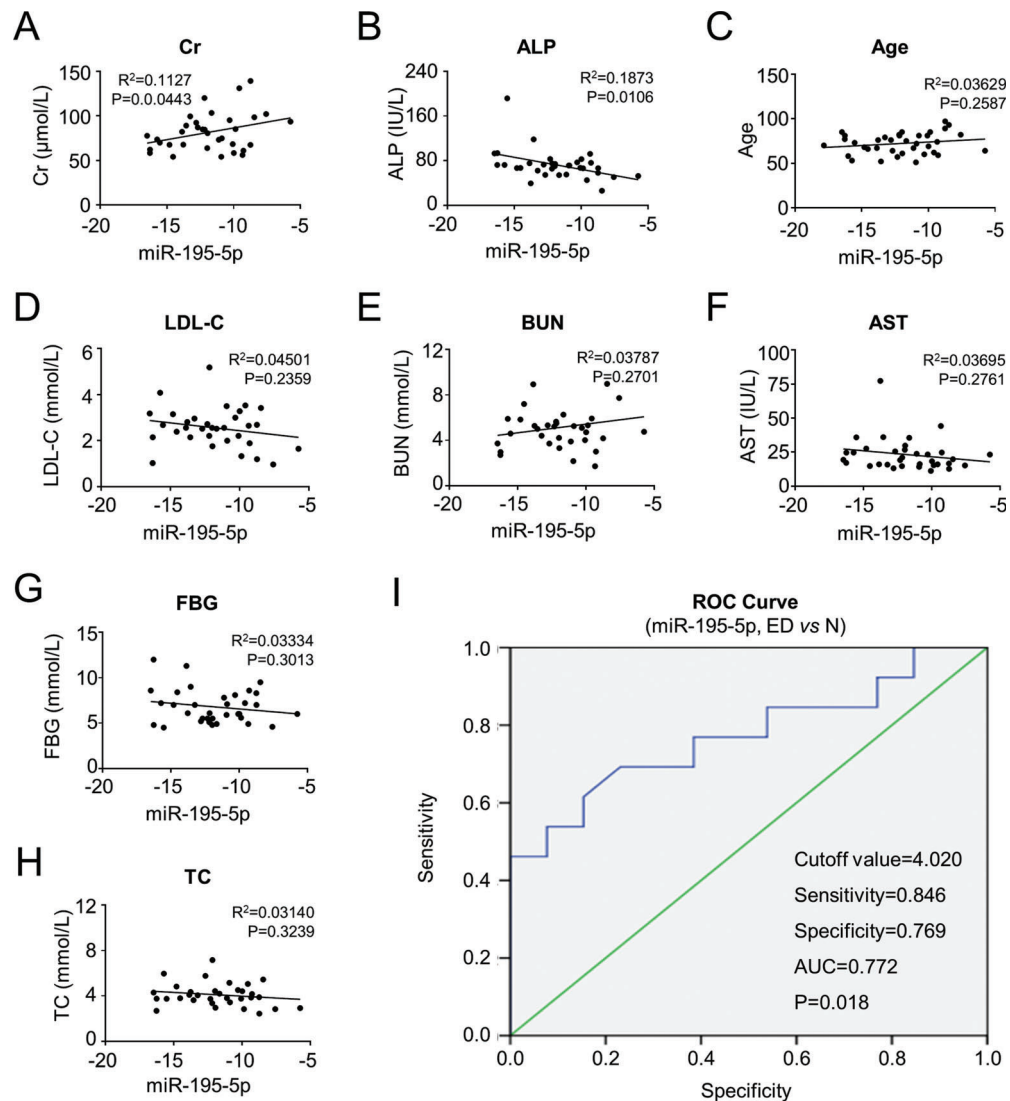 A
Cr
R²=0.1127
P=0.0.0443
150
100
50
0
Cr (μmol/L)
-20
-15
-10
-5
miR-195-5p
B
ALP
R²=0.1873
P=0.0106
240
160
80
0
ALP (IU/L)
-20
-15
-10
-5
miR-195-5p
C
Age
R²=0.03629
P=0.2587
150
100
50
0
Age
-20
-15
-10
-5
miR-195-5p
D
LDL-C
R²=0.04501
P=0.2359
6
4
2
0
LDL-C (mmol/L)
-20
-15
-10
-5
miR-195-5p
E
BUN
R²=0.03787
P=0.2701
12
8
4
0
BUN (mmol/L)
-20
-15
-10
-5
miR-195-5p
F
AST
R²=0.03695
P=0.2761
100
75
50
25
0
AST (IU/L)
-20
-15
-10
-5
miR-195-5p
G
FBG
R²=0.03334
P=0.3013
15
10
5
0
FBG (mmol/L)
-20
-15
-10
-5
miR-195-5p
H
TC
R²=0.03140
P=0.3239
12
8
4
0
TC (mmol/L)
-20
-15
-10
-5
miR-195-5p
I
ROC Curve
(miR-195-5p, ED vs N)
1.0
0.8
0.6
0.4
0.2
0.0
Sensitivity
Cutoff value=4.020
Sensitivity=0.846
Specificity=0.769
AUC=0.772
P=0.018
0.0
0.2
0.4
0.6
0.8
1.0
Specificity